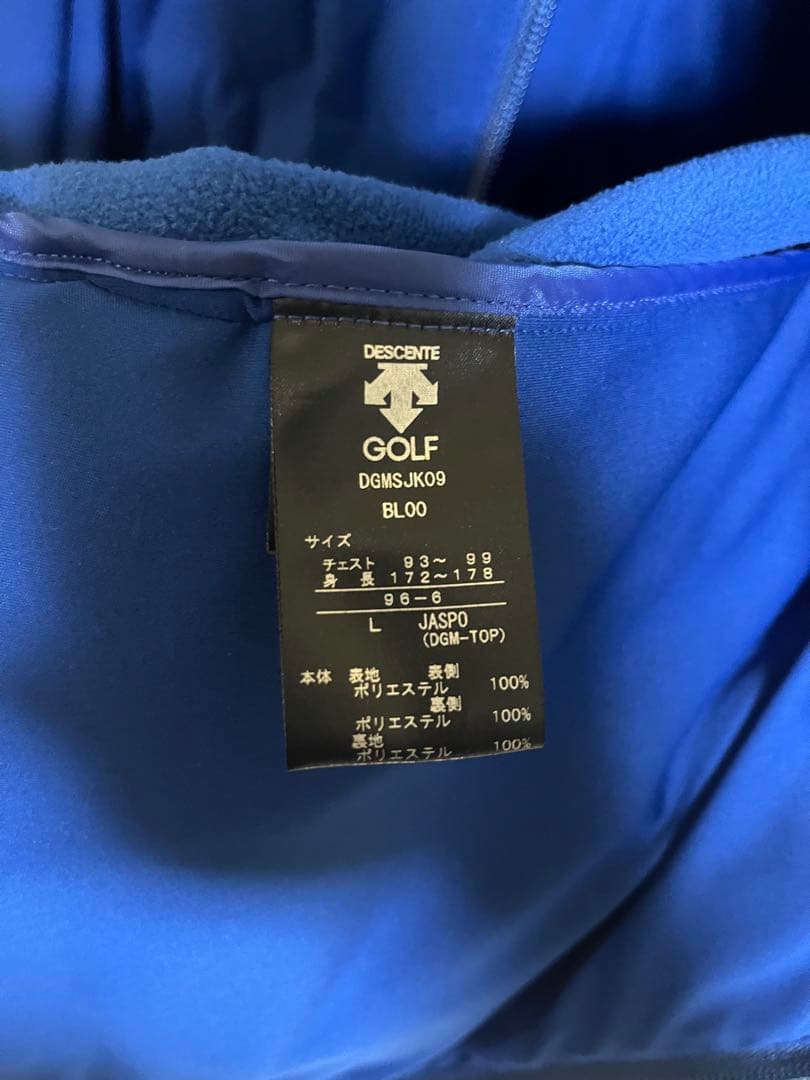 DESCENTE
GOLF
DGMSJK09
BL00
サイズ
チェスト 93～ 99
身長 172～178
96-6
L JASPO
(DGM-TOP)
本体 表地 表側
ポリエステル 100%
裏側
ポリエステル 100%
裏地
ポリエステル 100%